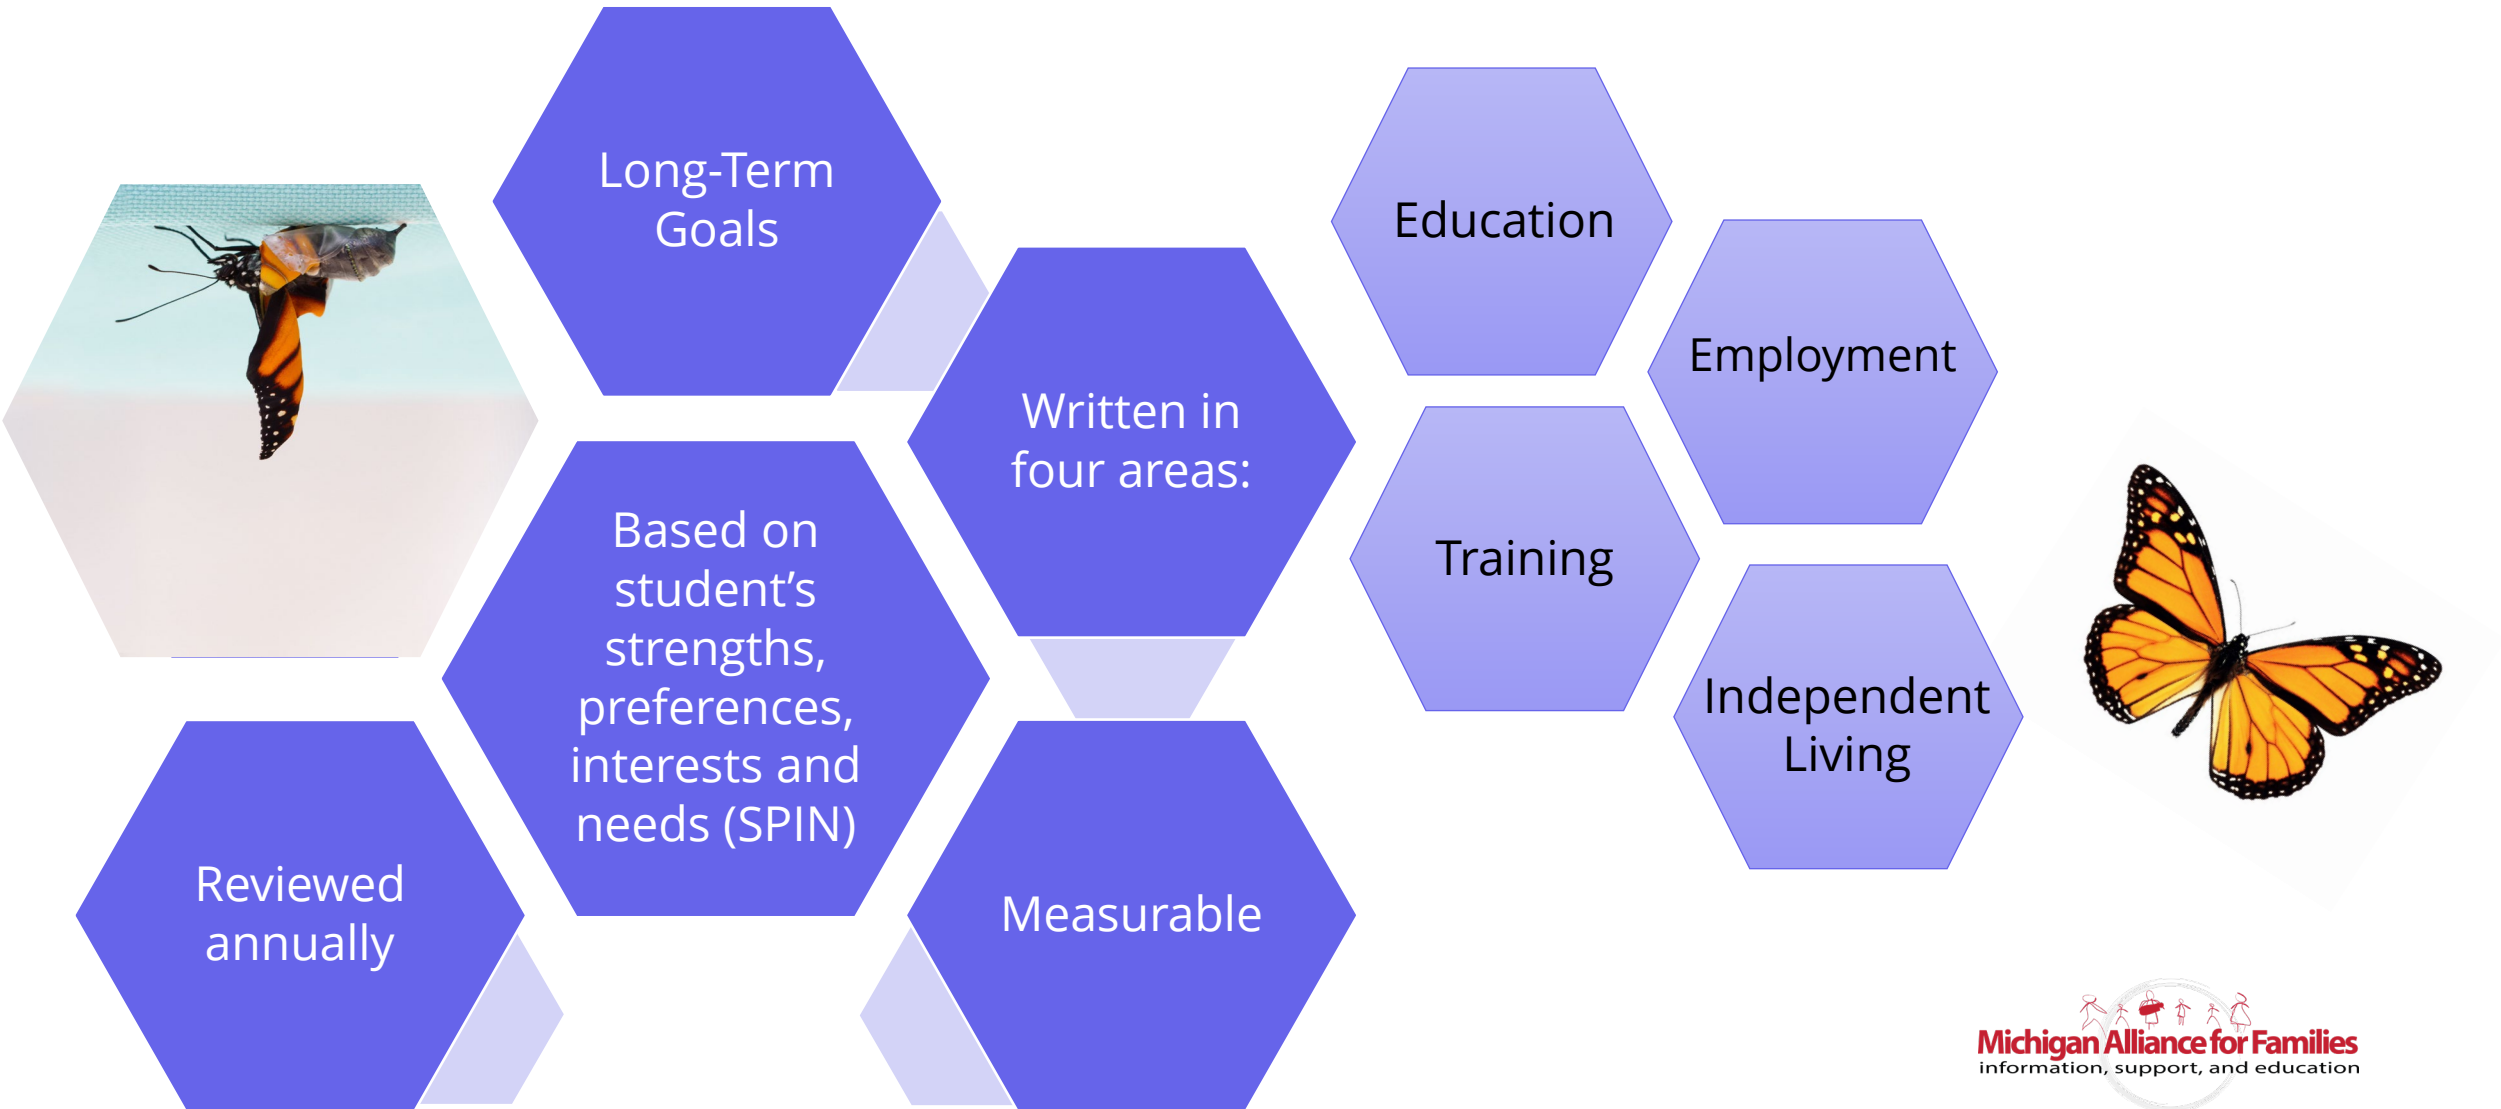 Long-Term
Goals
Written in
four areas:
Based on
student’s
strengths,
preferences,
interests and
needs (SPIN)
Measurable
Reviewed
annually
Education
Employment
Training
Independent
Living
Michigan Alliance for Families
information, support, and education